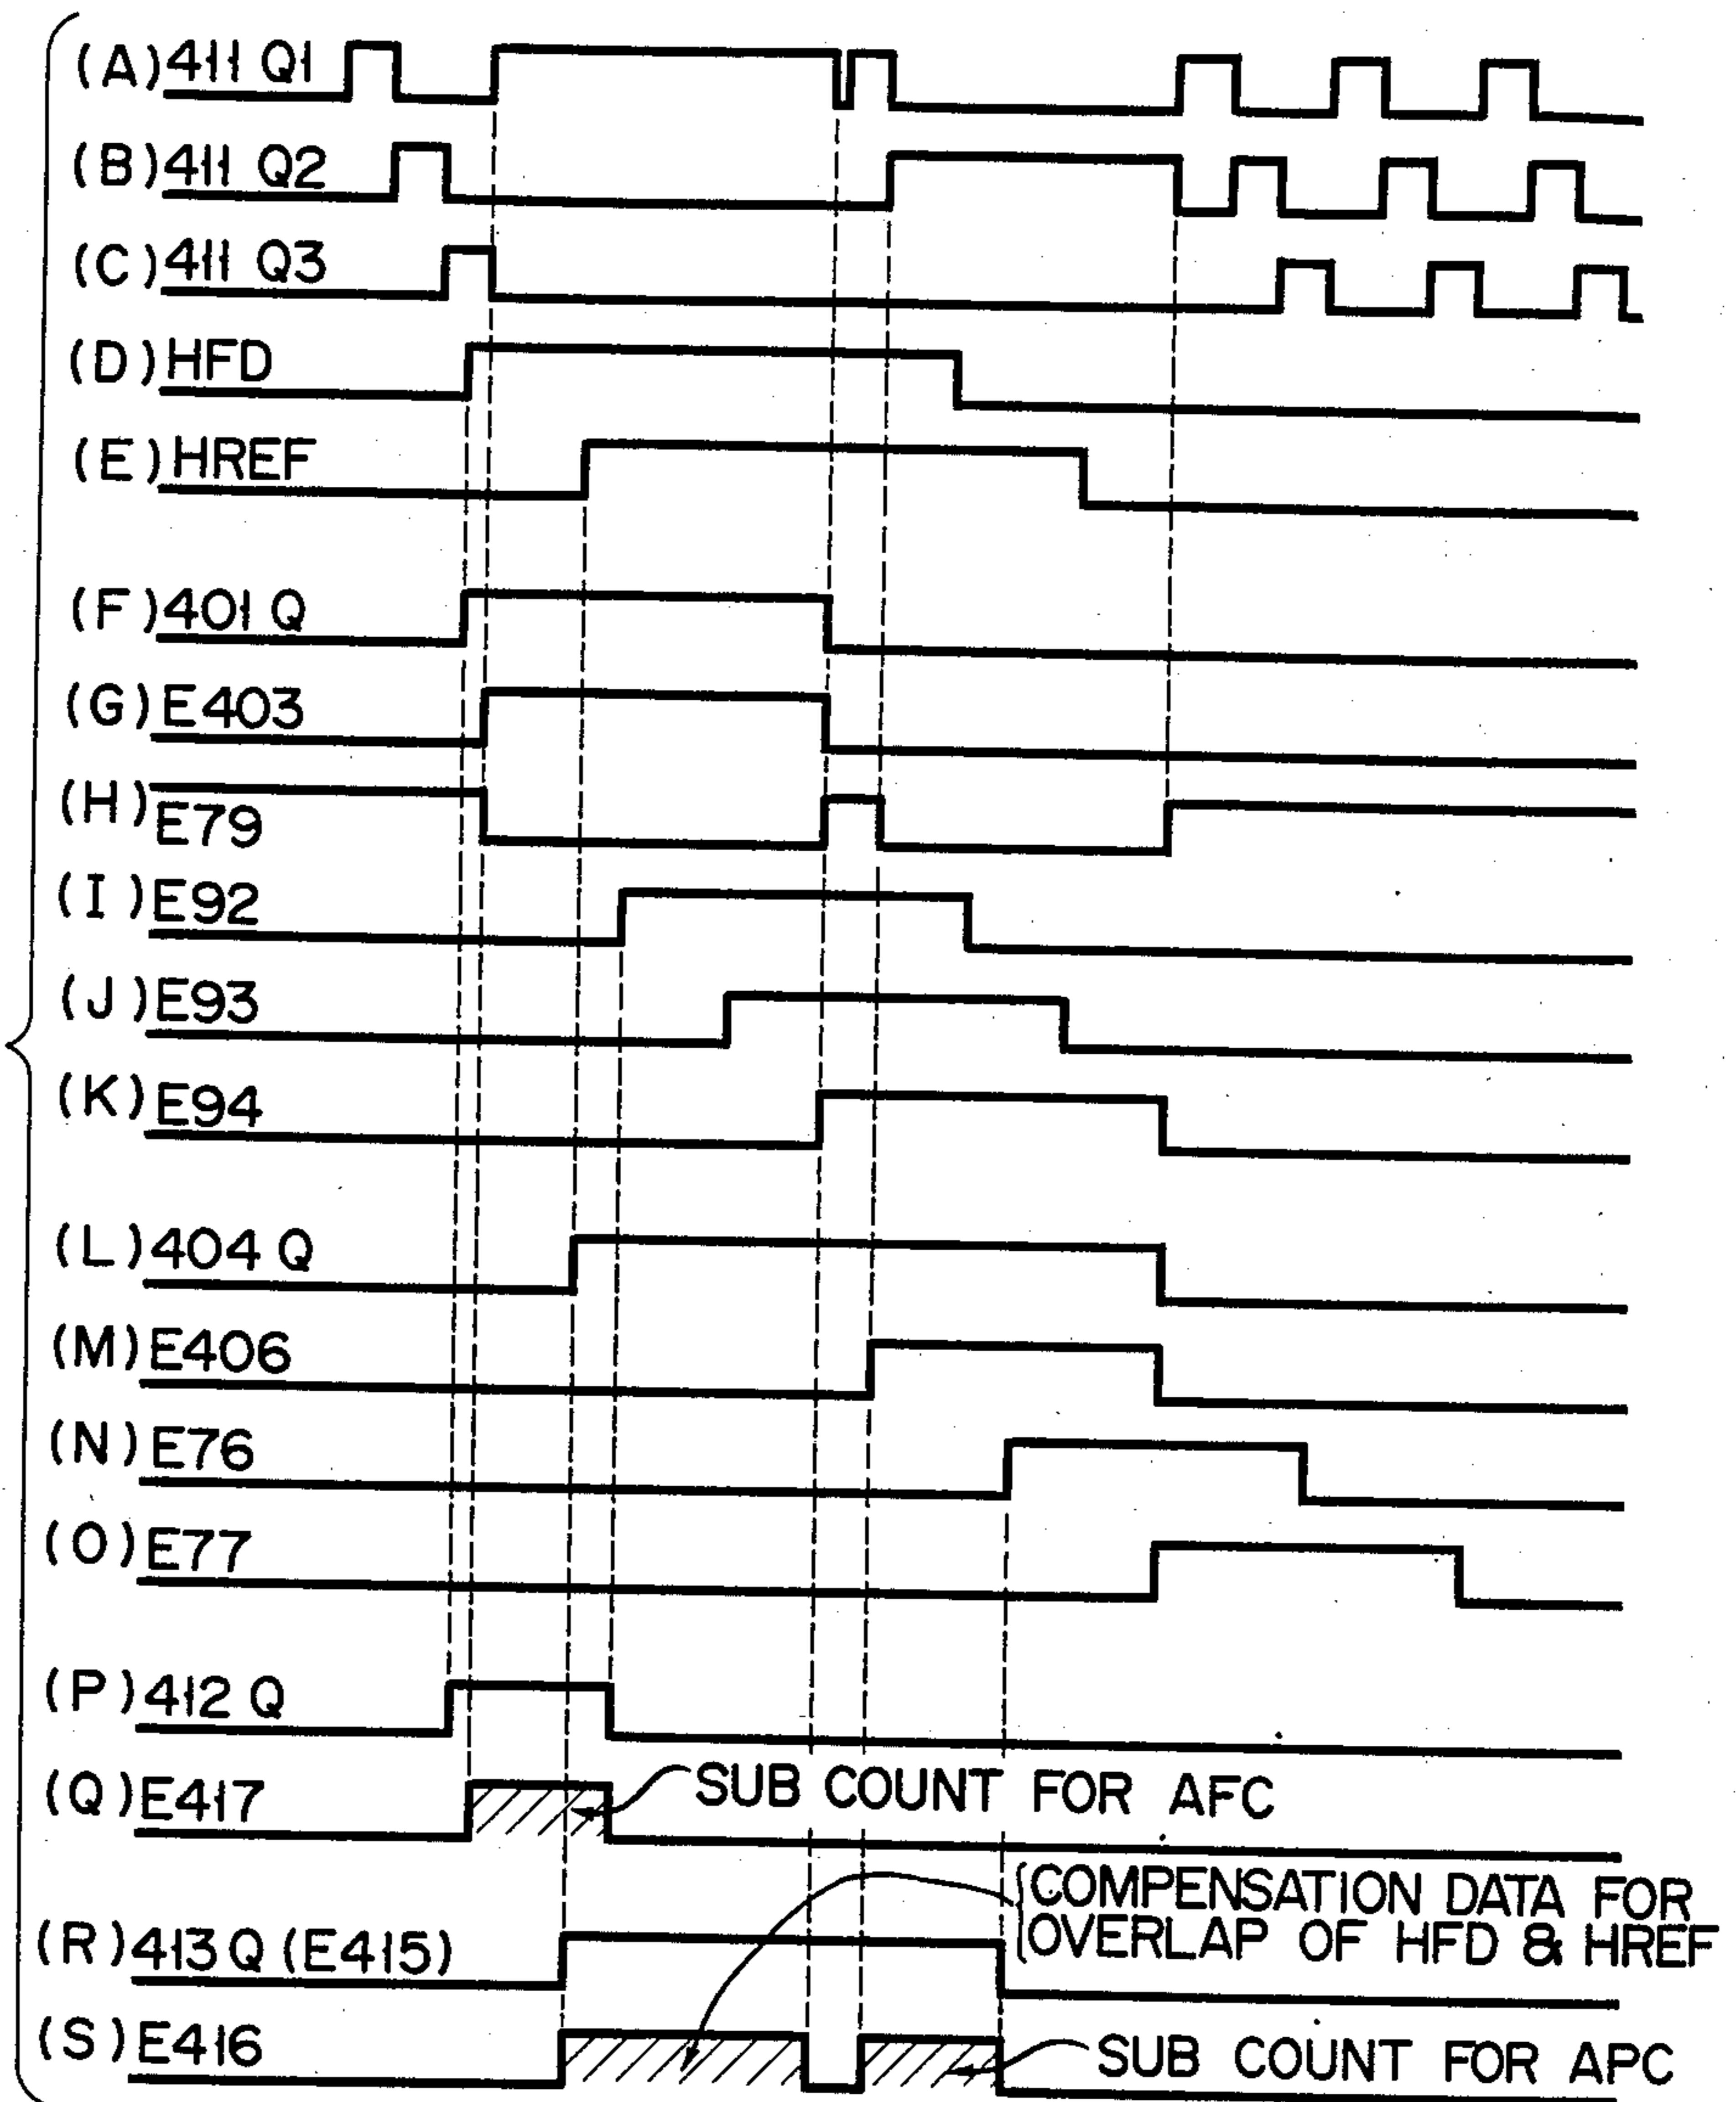 (A) 411 Q1
(B) 411 Q2
(C) 411 Q3
(D) HFD
(E) HREF
(F) 401 Q
(G) E403
(H) E79
(I) E92
(J) E93
(K) E94
(L) 404 Q
(M) E406
(N) E76
(O) E77
(P) 412 Q
(Q) E417
SUB COUNT FOR AFC
COMPENSATION DATA FOR
OVERLAP OF HFD & HREF
(R) 413 Q (E415)
(S) E416
SUB COUNT FOR APC